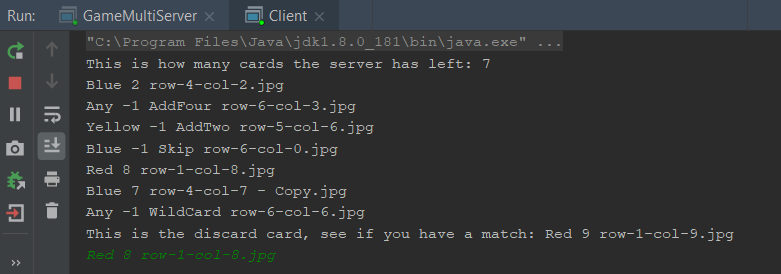 Run: GameMultiServer × Client ×
"C:\Program Files\Java\jdk1.8.0_181\bin\java.exe" ...
This is how many cards the server has left: 7
Blue 2 row-4-col-2.jpg
Any -1 AddFour row-6-col-3.jpg
Yellow -1 AddTwo row-5-col-6.jpg
Blue -1 Skip row-6-col-0.jpg
Red 8 row-1-col-8.jpg
Blue 7 row-4-col-7 - Copy.jpg
Any -1 WildCard row-6-col-6.jpg
This is the discard card, see if you have a match: Red 9 row-1-col-9.jpg
Red 8 row-1-col-8.jpg